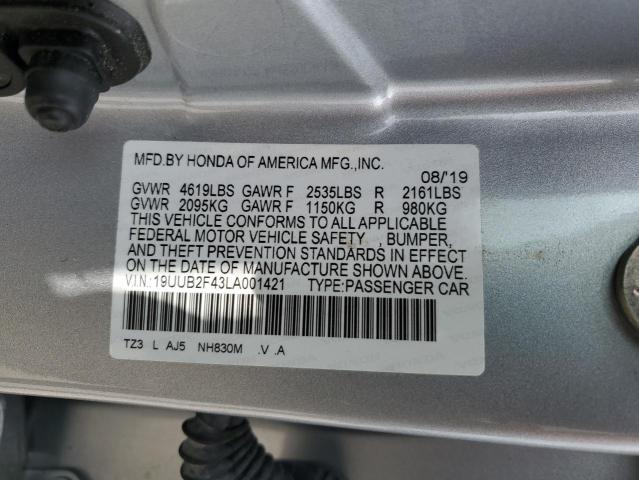 MFD.BY HONDA OF AMERICA MFG.,INC. 08/'19
GVWR 4619LBS GAWR F 2535LBS R 2161LBS
GVWR 2095KG GAWR F 1150KG R 980KG
THIS VEHICLE CONFORMS TO ALL APPLICABLE
FEDERAL MOTOR VEHICLE SAFETY , BUMPER,
AND THEFT PREVENTION STANDARDS IN EFFECT
ON THE DATE OF MANUFACTURE SHOWN ABOVE.
V.I.N.:19UUB2F43LA001421 TYPE:PASSENGER CAR
TZ3 L AJ5 NH830M .V .A